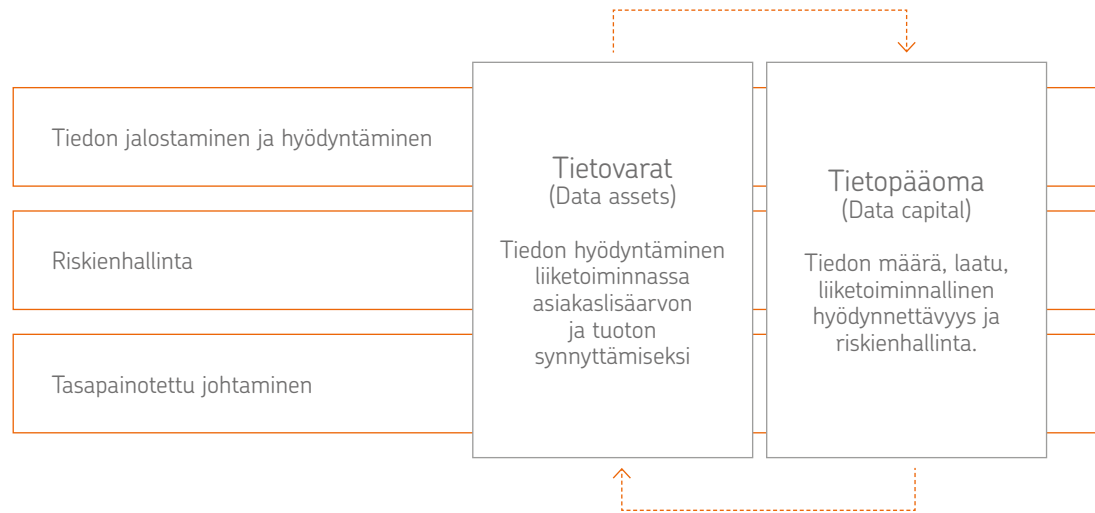 Tiedon jalostaminen ja hyödyntäminen
Riskienhallinta
Tasapainotettu johtaminen
Tietovarat
(Data assets)
Tiedon hyödyntäminen
liiketoiminnassa
asiakaslisäarvon
ja tuoton
synnyttämiseksi
Tietopääoma
(Data capital)
Tiedon määrä, laatu,
liiketoiminnallinen
hyödynnettävyys ja
riskienhallinta.